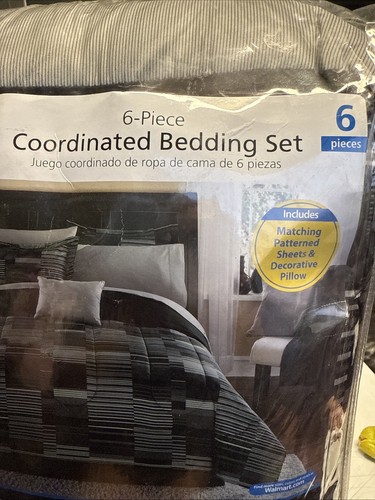 6-Piece
Coordinated Bedding Set
Juego coordinado de ropa de cama de 6 piezas
6
pieces
Includes
Matching
Patterned
Sheets &
Decorative
Pillow
Walmart.com